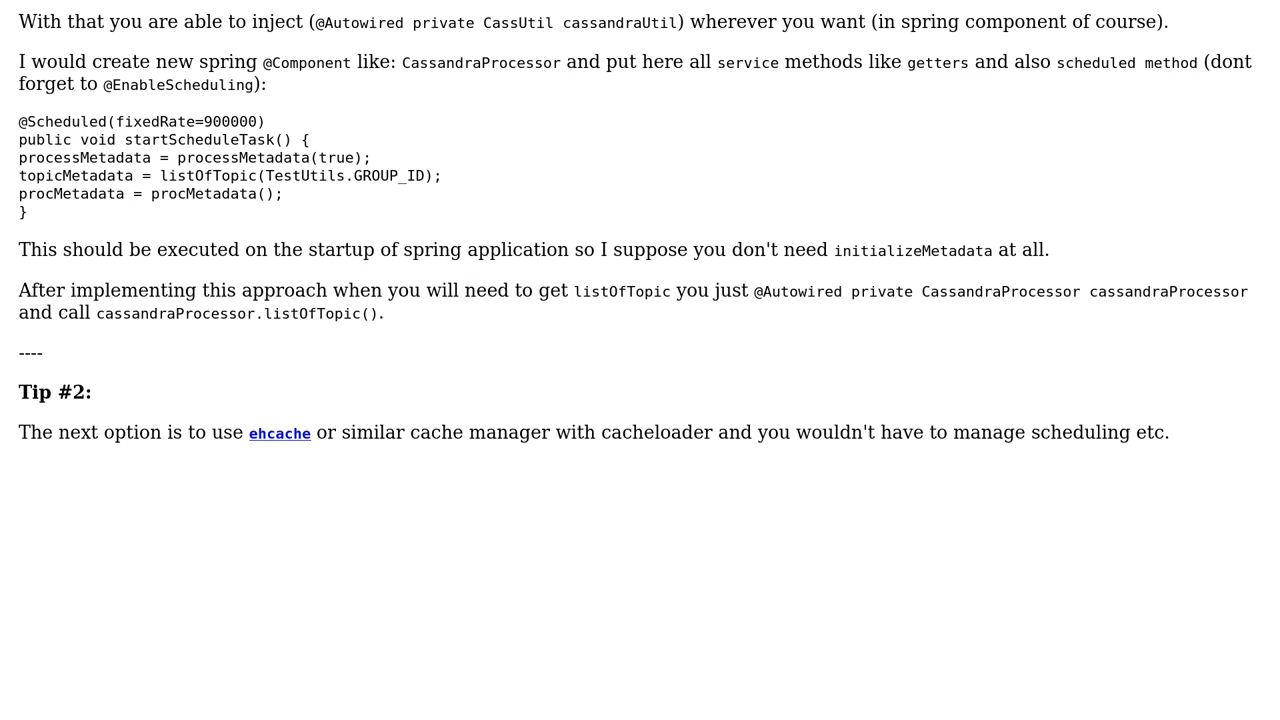 With that you are able to inject (@Autowired private CassUtil cassandraUtil) wherever you want (in spring component of course).
I would create new spring @Component like: CassandraProcessor and put here all service methods like getters and also scheduled method (dont
forget to @EnableScheduling):
@Scheduled(fixedRate=900000)
public void startScheduleTask() {
processMetadata = processMetadata(true);
topicMetadata = listOfTopic(TestUtils.GROUP_ID);
procMetadata = procMetadata();
}
This should be executed on the startup of spring application so I suppose you don't need initializeMetadata at all.
After implementing this approach when you will need to get listOfTopic you just @Autowired private CassandraProcessor cassandraProcessor
and call cassandraProcessor.listOfTopic().
----
Tip #2:
The next option is to use ehcache or similar cache manager with cacheloader and you wouldn't have to manage scheduling etc.